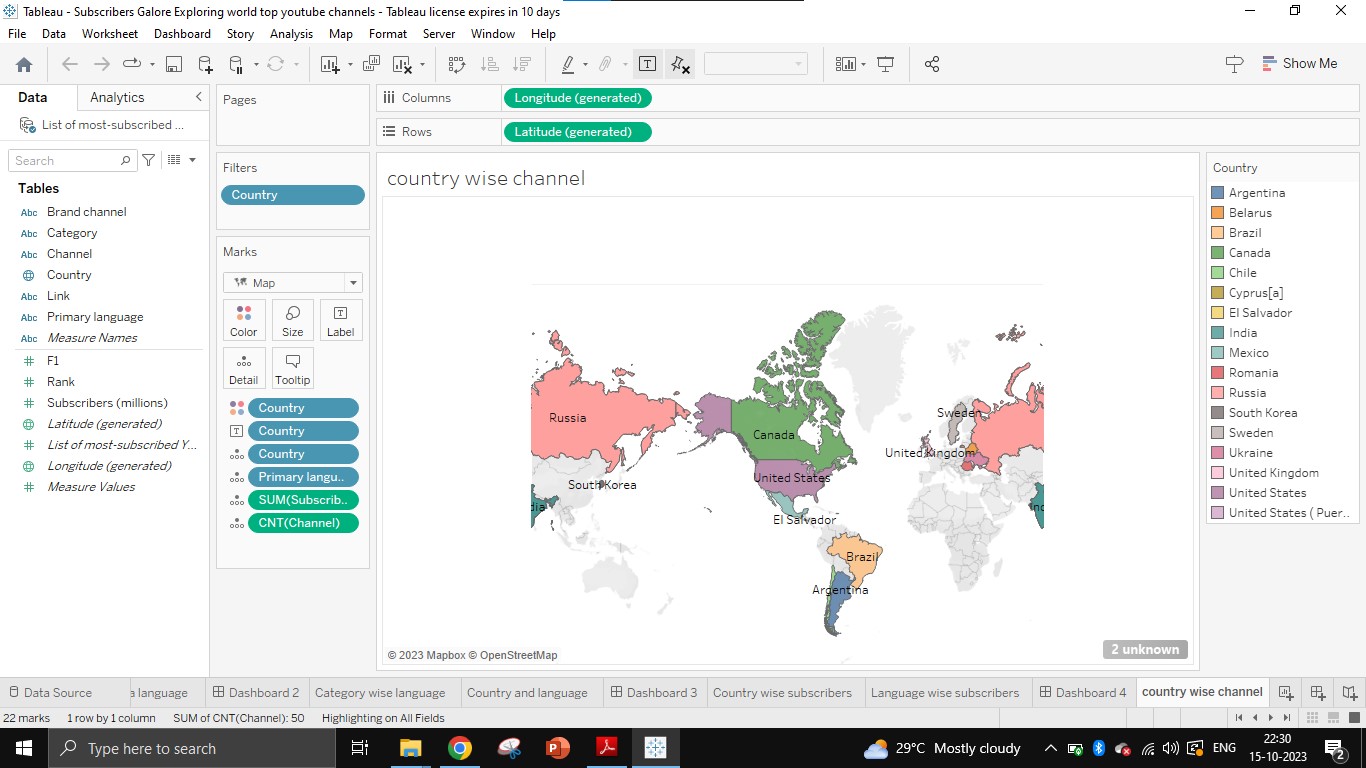 Tableau - Subscribers Galore Exploring world top youtube channels - Tableau license expires in 10 days
File Data Worksheet Dashboard Story Analysis Map Format Server Window Help
Show Me
Data Analytics
List of most-subscribed ...
Search
Tables
Abc Brand channel
Abc Category
Abc Channel
Country
Abc Link
Abc Primary language
Abc Measure Names
F1
Rank
Subscribers (millions)
Latitude (generated)
List of most-subscribed Y...
Longitude (generated)
Measure Values
Pages
Filters
Country
Marks
Map
Color Size Label
Detail Tooltip
Country
Country
Country
Primary langu..
SUM(Subscrib..
CNT(Channel)
Columns Longitude (generated)
Rows Latitude (generated)
country wise channel
Russia
Canada
Sweden
United Kingdom
United States
South Korea
dia
Inc
El Salvador
Brazil
Argentina
© 2023 Mapbox © OpenStreetMap
2 unknown
Country
Argentina
Belarus
Brazil
Canada
Chile
Cyprus[a]
El Salvador
India
Mexico
Romania
Russia
South Korea
Sweden
Ukraine
United Kingdom
United States
United States ( Puer..
Data Source a language Dashboard 2 Category wise language Country and language Dashboard 3 Country wise subscribers Language wise subscribers Dashboard 4 country wise channel
22 marks 1 row by 1 column SUM of CNT(Channel): 50 Highlighting on All Fields
Type here to search
29°C Mostly cloudy
ENG
22:30
15-10-2023
2